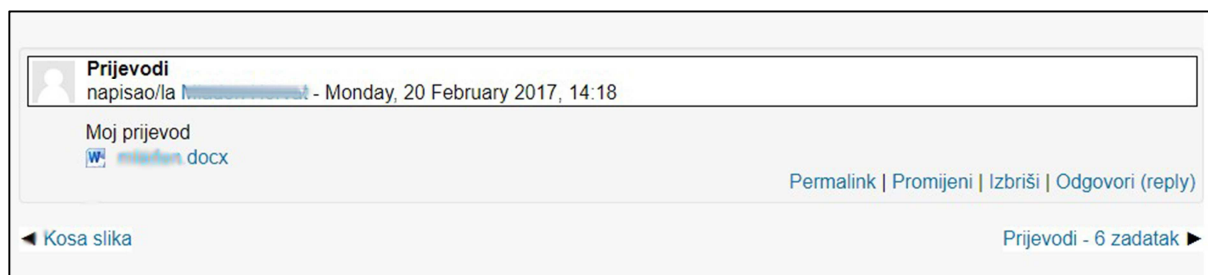 Prijevodi
napisao/la - Monday, 20 February 2017, 14:18
Moj prijevod
.docx
Permalink | Promijeni | Izbriši | Odgovori (reply)
◄ Kosa slika
Prijevodi - 6 zadatak ►